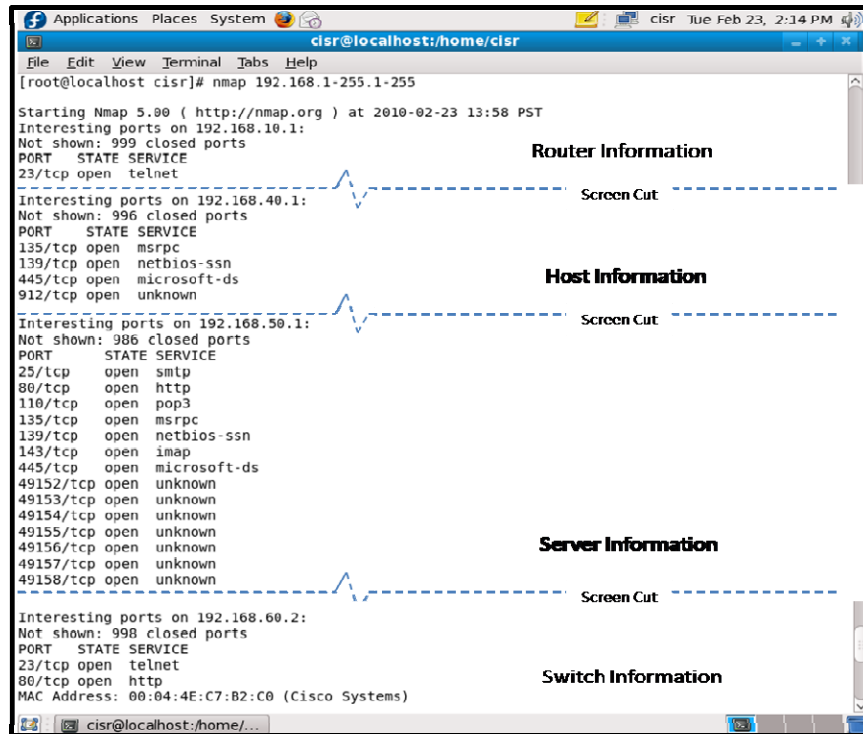 Applications Places System cisr Tue Feb 23, 2:14 PM
cisr@localhost:/home/cisr
File Edit View Terminal Tabs Help
[root@localhost cisr]# nmap 192.168.1-255.1-255
Starting Nmap 5.00 ( http://nmap.org ) at 2010-02-23 13:58 PST
Interesting ports on 192.168.10.1:
Not shown: 999 closed ports
Router Information
PORT STATE SERVICE
23/tcp open telnet
Screen Cut
Interesting ports on 192.168.40.1:
Not shown: 996 closed ports
PORT STATE SERVICE
135/tcp open msrpc
139/tcp open netbios-ssn
445/tcp open microsoft-ds
Host Information
912/tcp open unknown
Screen Cut
Interesting ports on 192.168.50.1:
Not shown: 986 closed ports
PORT STATE SERVICE
25/tcp open smtp
80/tcp open http
110/tcp open pop3
135/tcp open msrpc
139/tcp open netbios-ssn
143/tcp open imap
445/tcp open microsoft-ds
49152/tcp open unknown
49153/tcp open unknown
49154/tcp open unknown
49155/tcp open unknown
49156/tcp open unknown
Server Information
49157/tcp open unknown
49158/tcp open unknown
Screen Cut
Interesting ports on 192.168.60.2:
Not shown: 998 closed ports
PORT STATE SERVICE
23/tcp open telnet
80/tcp open http
Switch Information
MAC Address: 00:04:4E:C7:B2:C0 (Cisco Systems)
cisr@localhost:/home/...